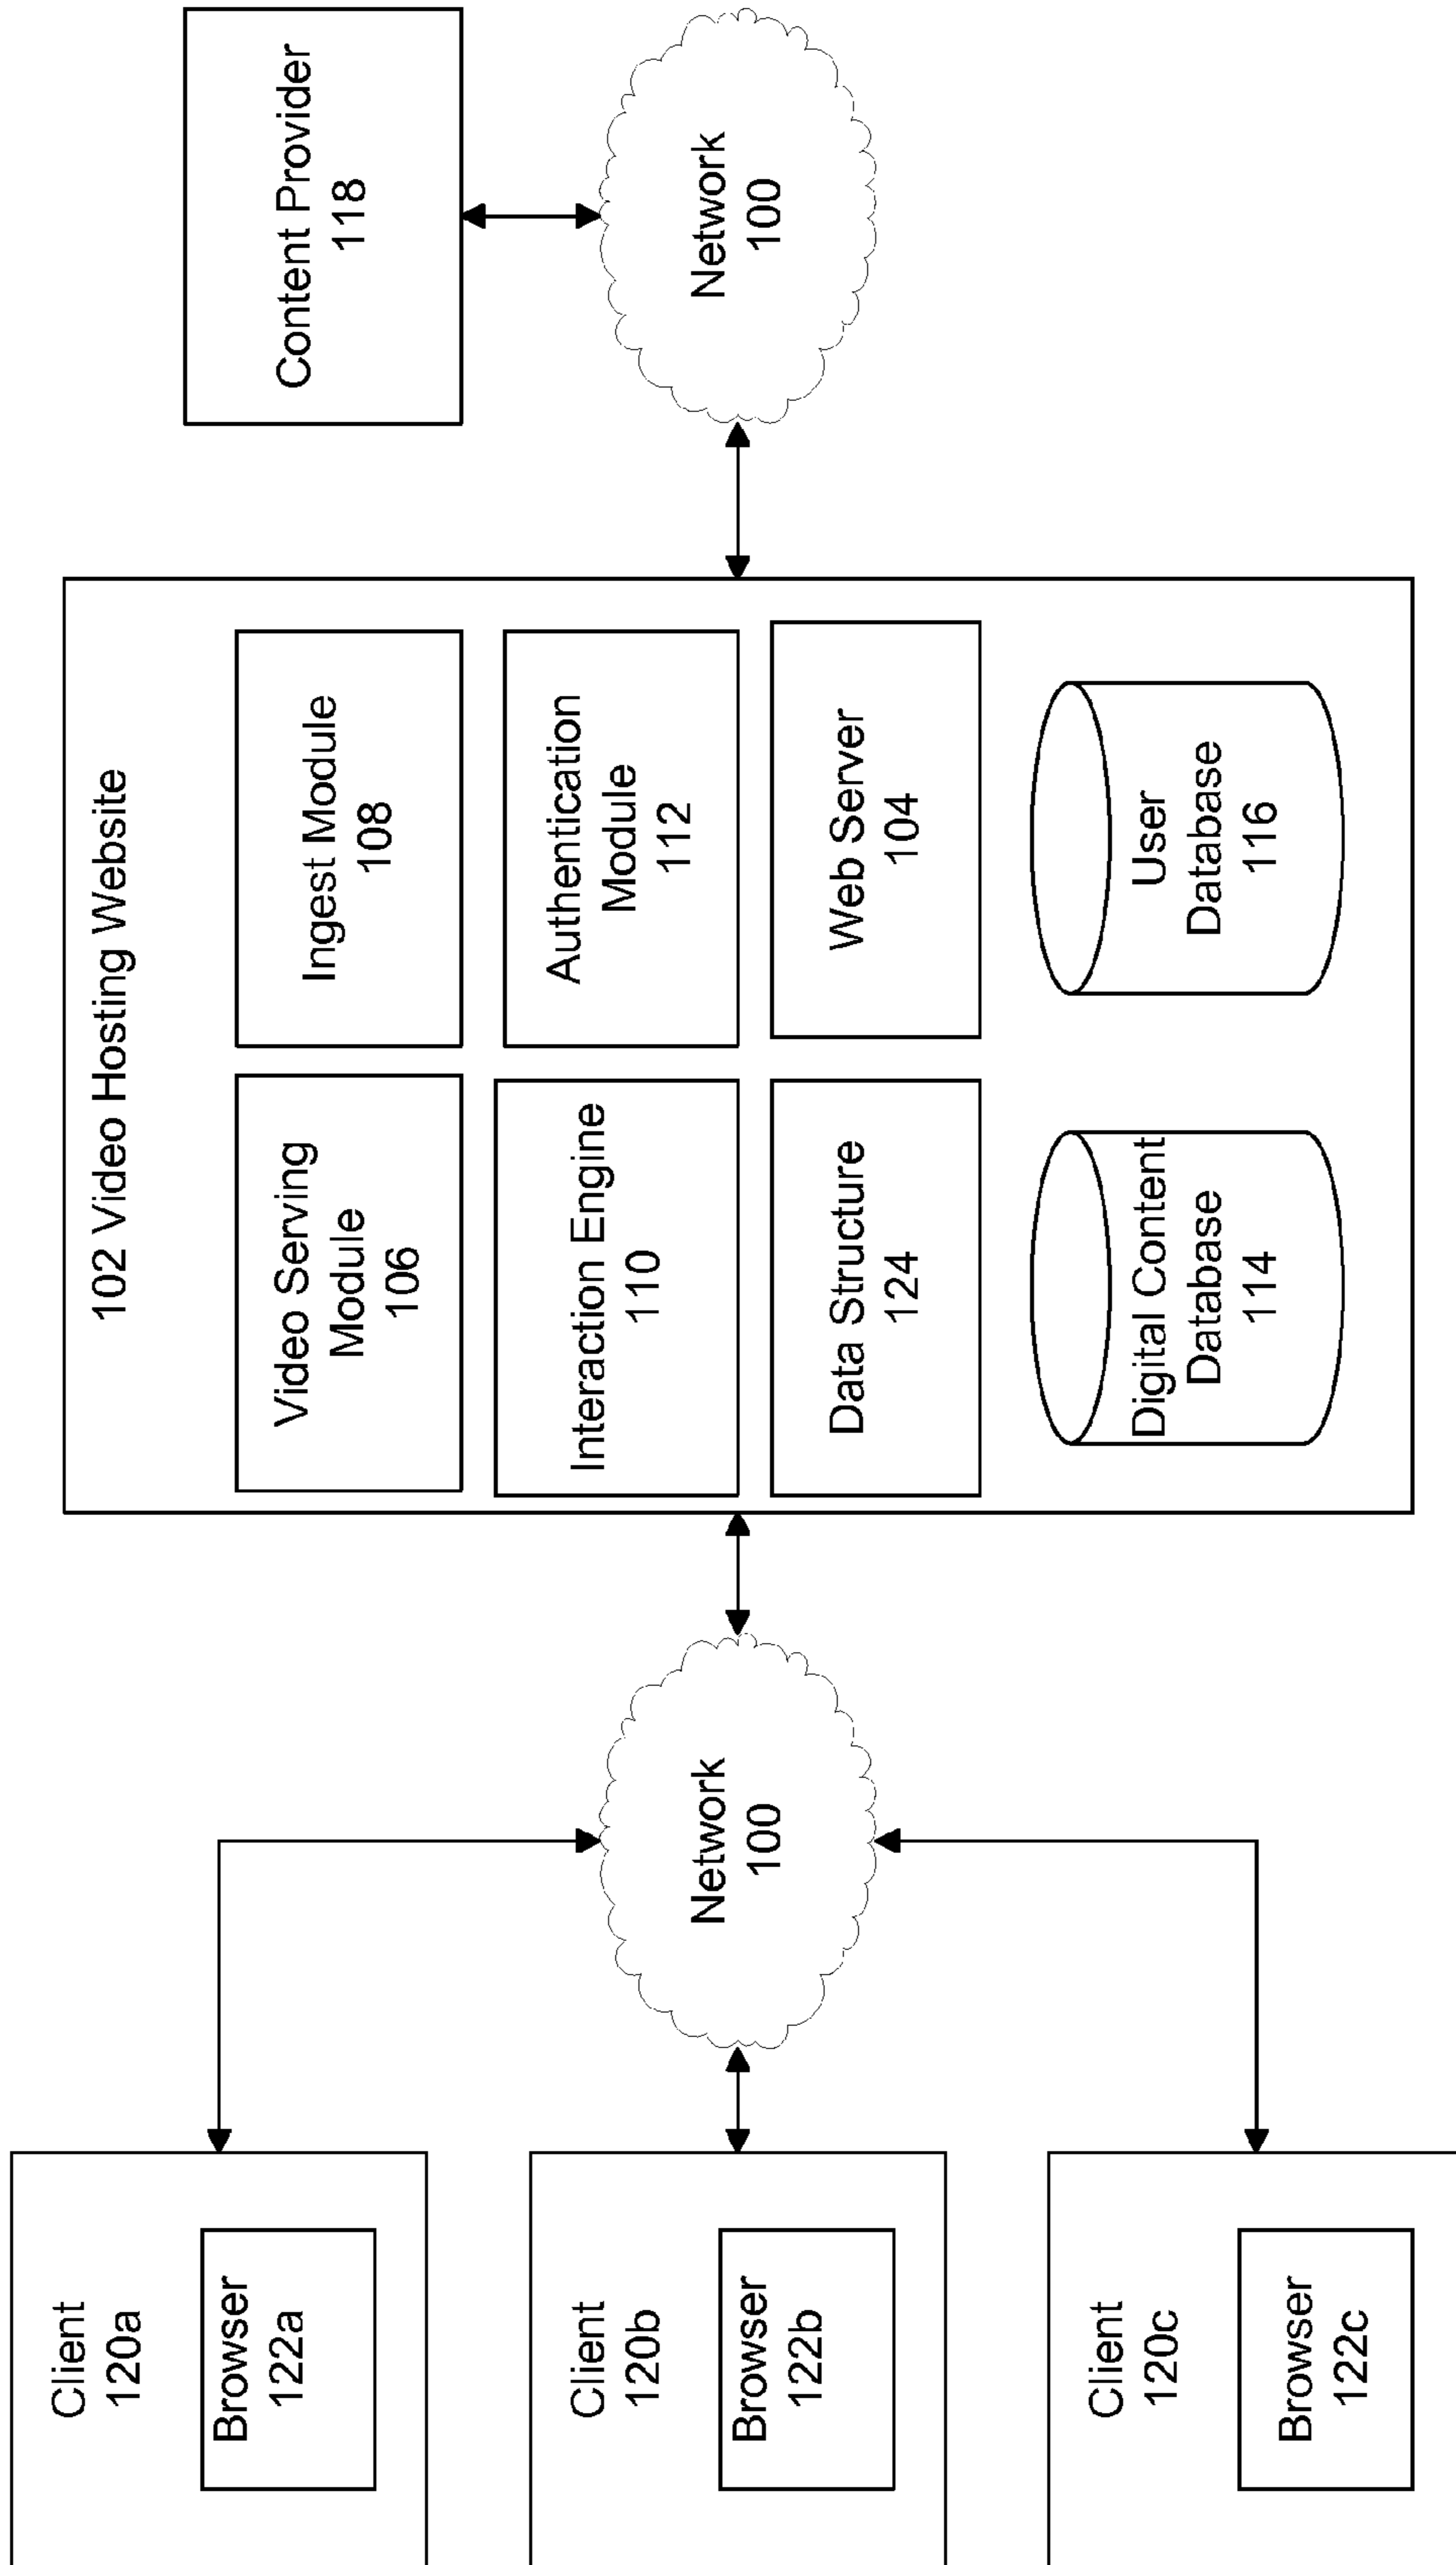 Client
120a
Browser
122a
Client
120b
Browser
122b
Client
120c
Browser
122c
Network
100
102 Video Hosting Website
Video Serving
Module
106
Ingest Module
108
Interaction Engine
110
Authentication
Module
112
Data Structure
124
Web Server
104
Digital Content
Database
114
User
Database
116
Content Provider
118
Network
100